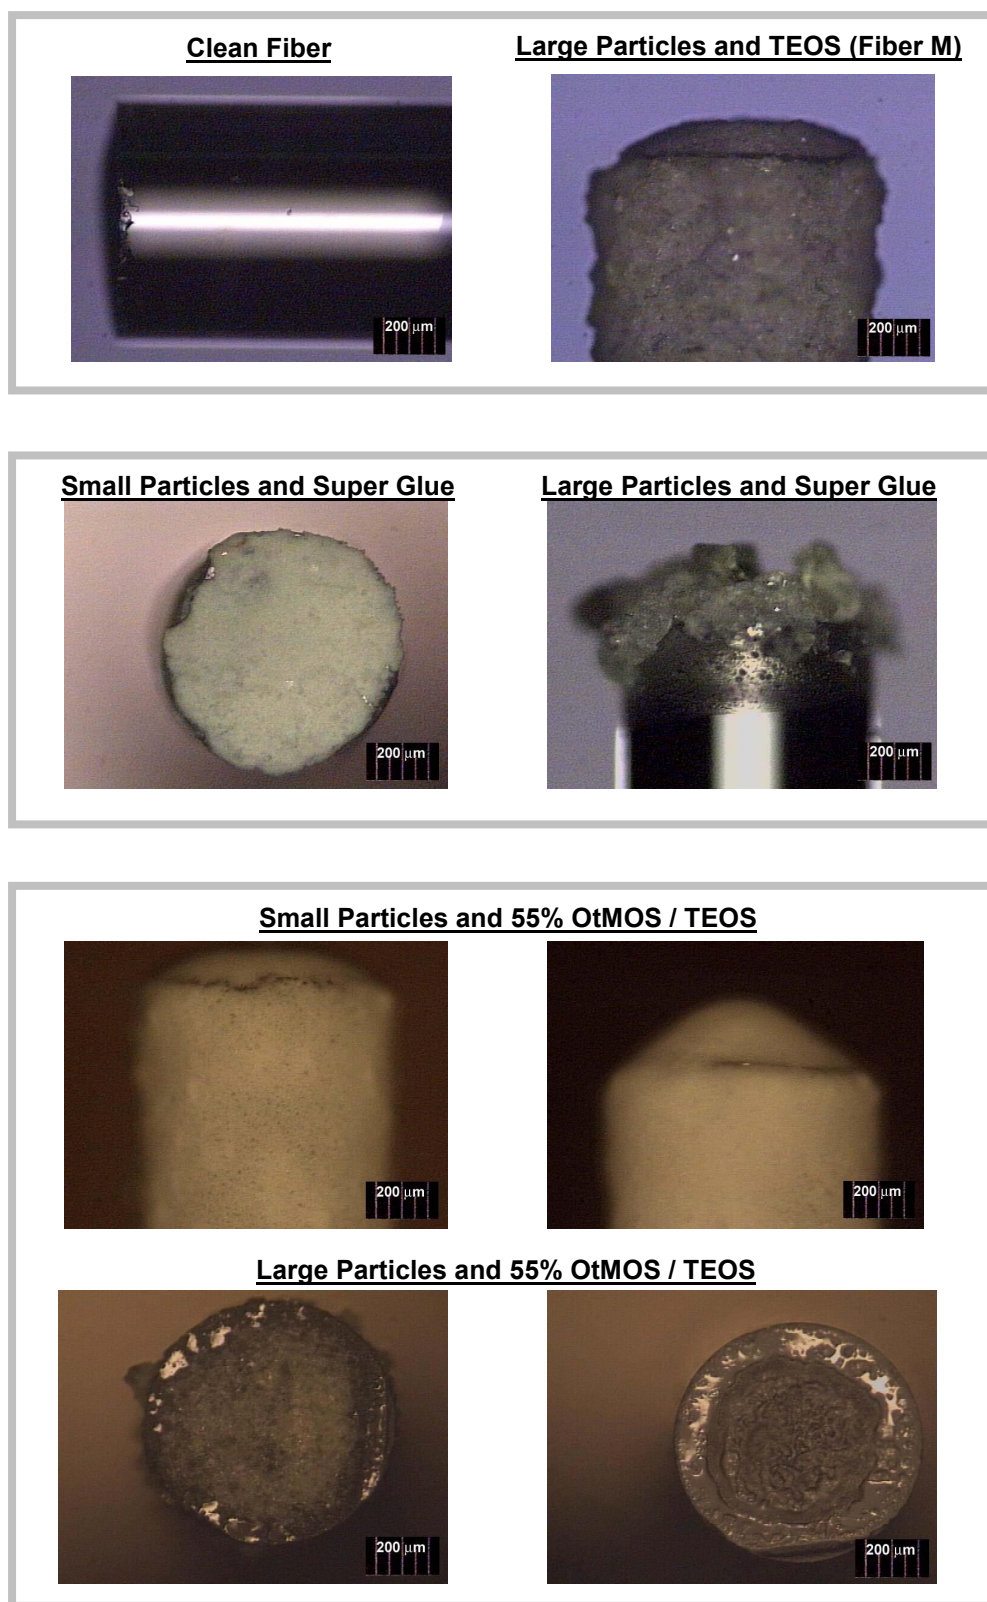 Clean Fiber
Large Particles and TEOS (Fiber M)
200 μm
200 μm
Small Particles and Super Glue
Large Particles and Super Glue
200 μm
200 μm
Small Particles and 55% OtMOS / TEOS
200 μm
200 μm
Large Particles and 55% OtMOS / TEOS
200 μm
200 μm